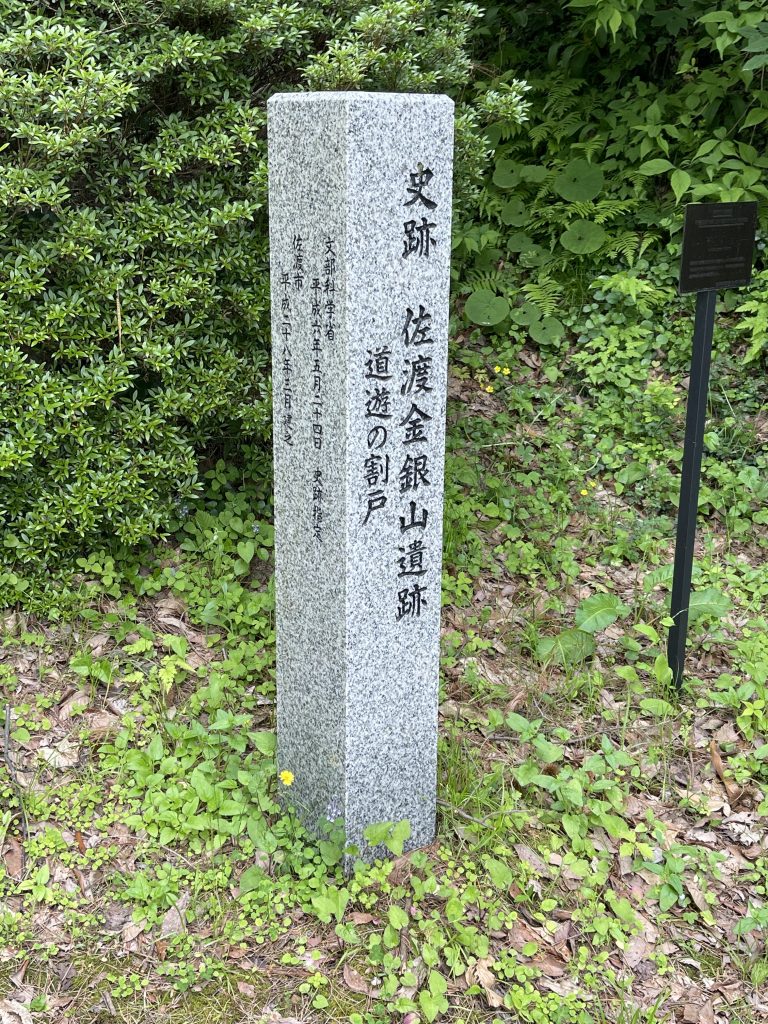 史跡 佐渡金銀山遺跡
道遊の割戸
文部科学省
平成六年五月二十四日 史跡指定
佐渡市
平成二十八年三月建之